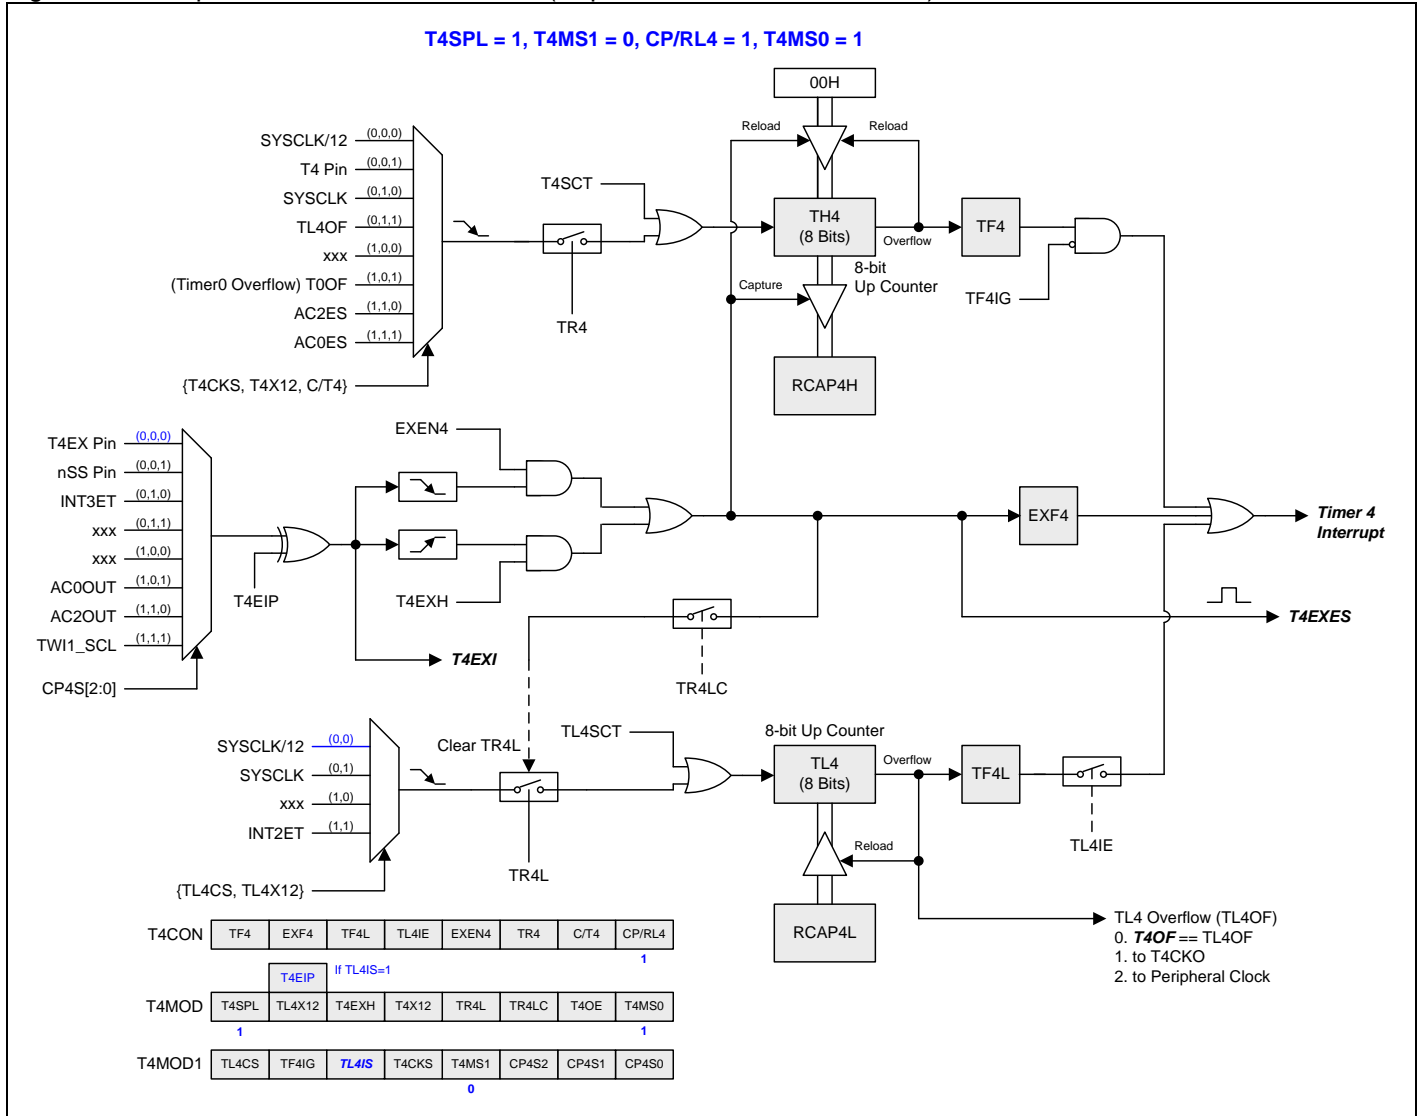 T4SPL = 1, T4MS1 = 0, CP/RL4 = 1, T4MS0 = 1
00H
Reload
Reload
SYSCLK/12 (0,0,0)
T4 Pin (0,0,1)
SYSCLK (0,1,0)
TL4OF (0,1,1)
xxx (1,0,0)
(Timer0 Overflow) T0OF (1,0,1)
AC2ES (1,1,0)
AC0ES (1,1,1)
{T4CKS, T4X12, C/T4}
TR4
T4SCT
TH4
(8 Bits)
Overflow
8-bit
Up Counter
TF4
TF4IG
Capture
RCAP4H
T4EX Pin (0,0,0)
nSS Pin (0,0,1)
INT3ET (0,1,0)
xxx (0,1,1)
xxx (1,0,0)
AC0OUT (1,0,1)
AC2OUT (1,1,0)
TWI1_SCL (1,1,1)
CP4S[2:0]
T4EIP
EXEN4
T4EXH
T4EXI
EXF4
Timer 4
Interrupt
T4EXES
TR4LC
SYSCLK/12 (0,0)
SYSCLK (0,1)
xxx (1,0)
INT2ET (1,1)
{TL4CS, TL4X12}
Clear TR4L
TR4L
TL4SCT
8-bit Up Counter
TL4
(8 Bits)
Overflow
TF4L
TL4IE
Reload
RCAP4L
TL4 Overflow (TL4OF)
0. T4OF == TL4OF
1. to T4CKO
2. to Peripheral Clock
T4CON TF4 EXF4 TF4L TL4IE EXEN4 TR4 C/T4 CP/RL4
1
T4EIP If TL4IS=1
T4MOD T4SPL TL4X12 T4EXH T4X12 TR4L TR4LC T4OE T4MS0
1 1
T4MOD1 TL4CS TF4IG TL4IS T4CKS T4MS1 CP4S2 CP4S1 CP4S0
0